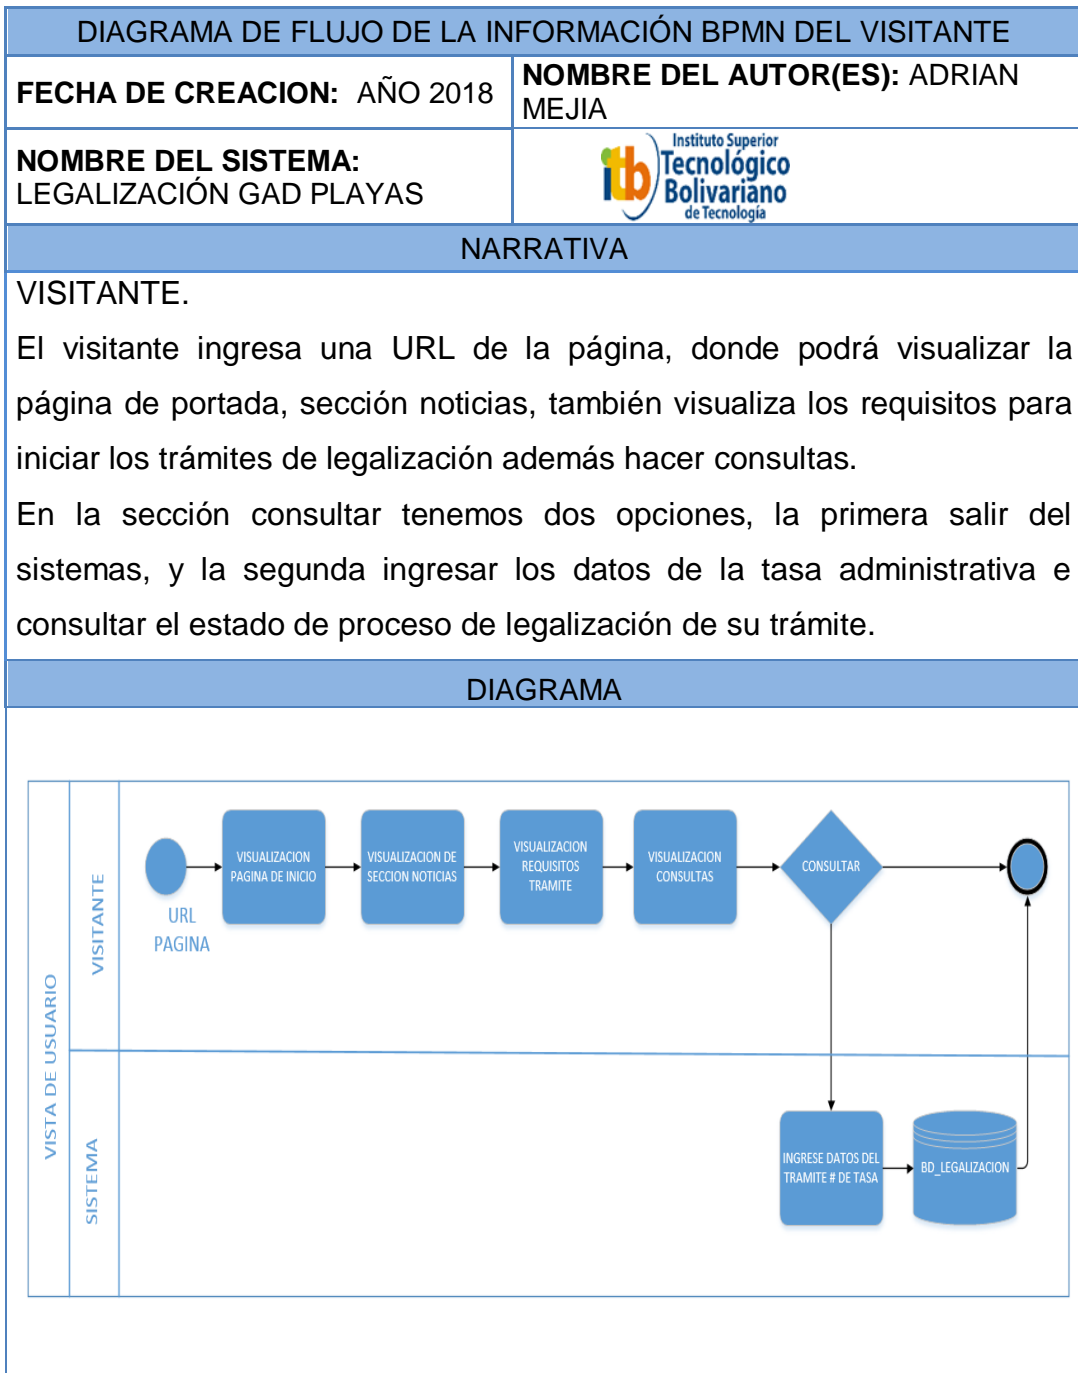 DIAGRAMA DE FLUJO DE LA INFORMACIÓN BPMN DEL VISITANTE
FECHA DE CREACION: AÑO 2018
NOMBRE DEL AUTOR(ES): ADRIAN
MEJIA
NOMBRE DEL SISTEMA:
LEGALIZACIÓN GAD PLAYAS
itb
Instituto Superior
Tecnológico
Bolivariano
de Tecnología
NARRATIVA
VISITANTE.
El visitante ingresa una URL de la página, donde podrá visualizar la
página de portada, sección noticias, también visualiza los requisitos para
iniciar los trámites de legalización además hacer consultas.
En la sección consultar tenemos dos opciones, la primera salir del
sistemas, y la segunda ingresar los datos de la tasa administrativa e
consultar el estado de proceso de legalización de su trámite.
DIAGRAMA
VISTA DE USUARIO
VISITANTE
URL
PAGINA
VISUALIZACION
PAGINA DE INICIO
VISUALIZACION DE
SECCION NOTICIAS
VISUALIZACION
REQUISITOS
TRAMITE
VISUALIZACION
CONSULTAS
CONSULTAR
SISTEMA
INGRESE DATOS DEL
TRAMITE # DE TASA
BD_LEGALIZACION